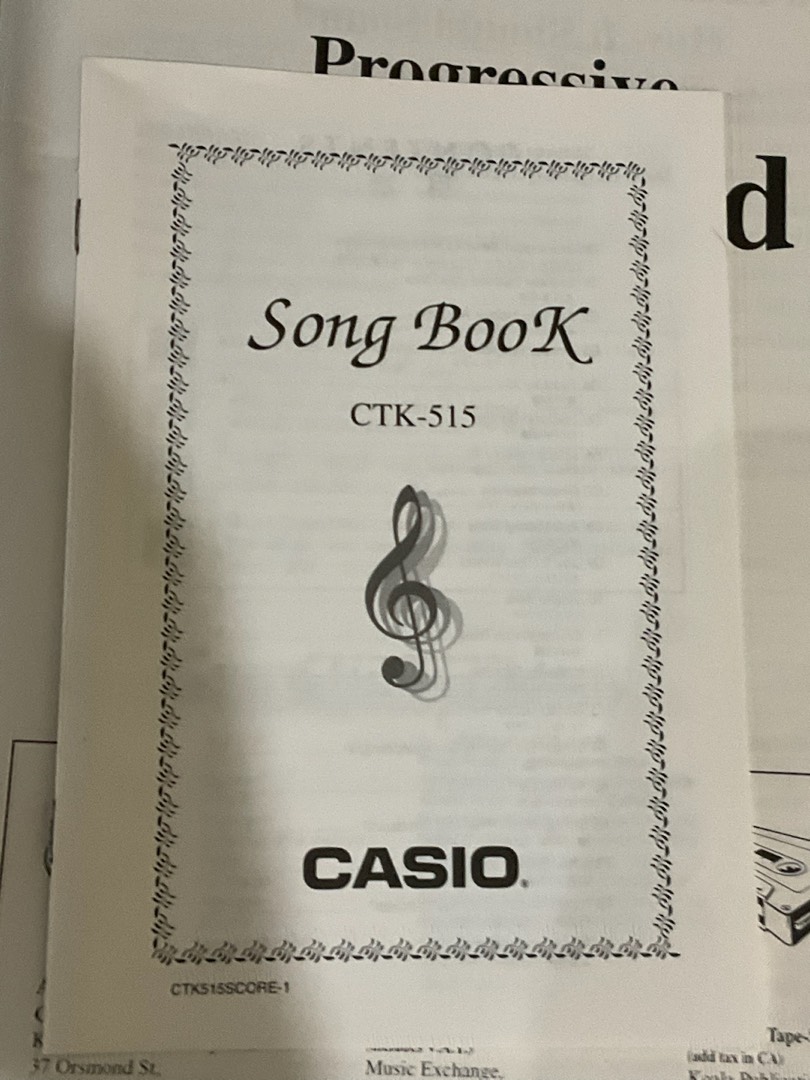 Progressive
d
Song BooK
CTK-515
CASIO
CTK515SCORE-1
Tape-
37 Orsmond St.
Music Exchange,
(add tax in CA)